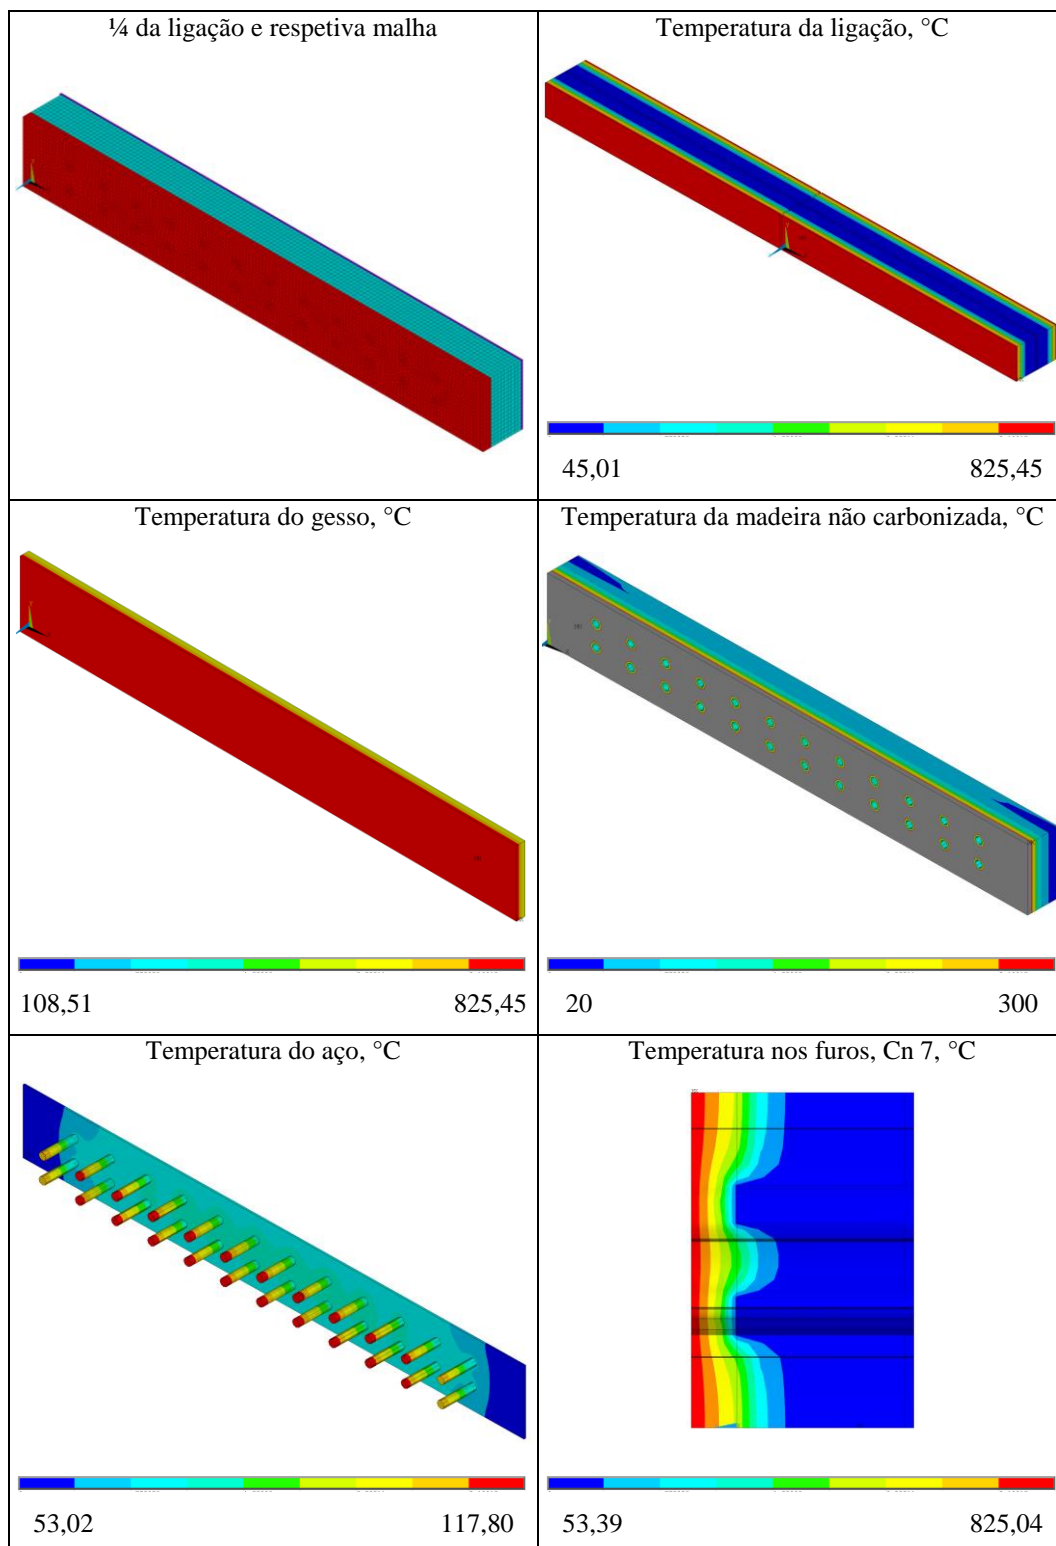 ¼ da ligação e respetiva malha
Temperatura da ligação, °C
45,01 825,45
Temperatura do gesso, °C
Temperatura da madeira não carbonizada, °C
108,51 825,45
20 300
Temperatura do aço, °C
Temperatura nos furos, Cn 7, °C
53,02 117,80
53,39 825,04